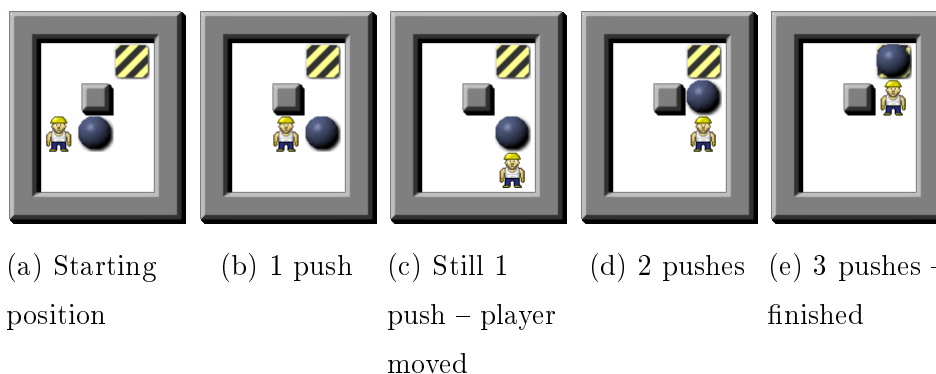 (a) Starting
position
(b) 1 push
(c) Still 1
push – player
moved
(d) 2 pushes
(e) 3 pushes –
finished